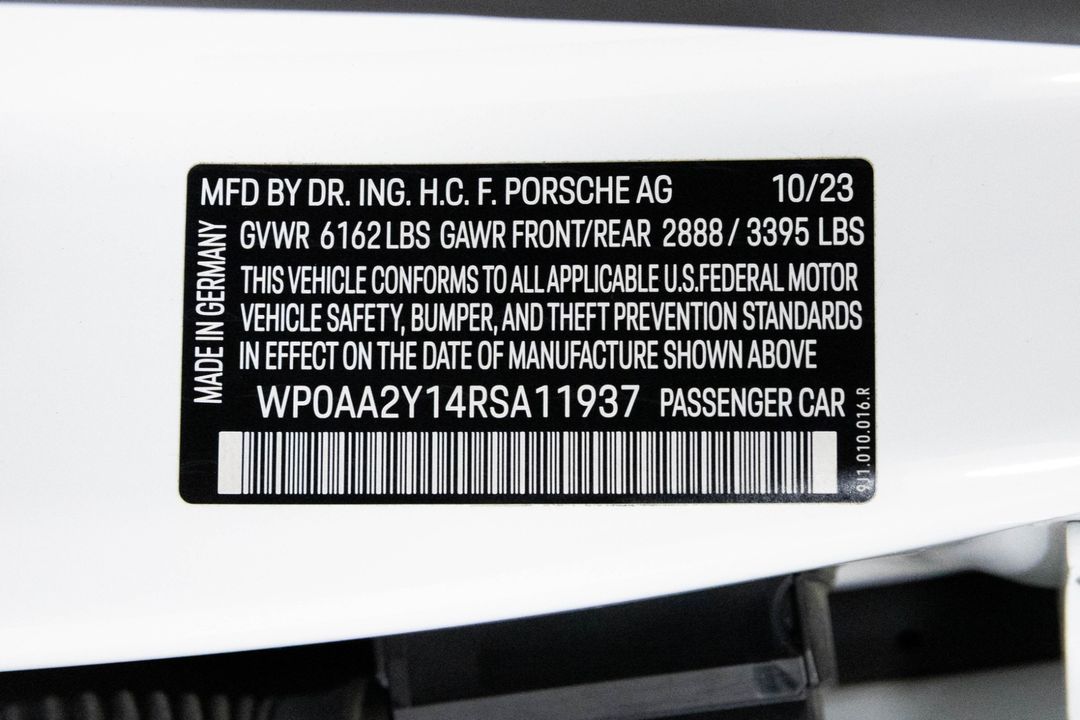 MFD BY DR. ING. H.C. F. PORSCHE AG 10/23
GVWR 6162 LBS GAWR FRONT/REAR 2888 / 3395 LBS
THIS VEHICLE CONFORMS TO ALL APPLICABLE U.S.FEDERAL MOTOR
VEHICLE SAFETY, BUMPER, AND THEFT PREVENTION STANDARDS
IN EFFECT ON THE DATE OF MANUFACTURE SHOWN ABOVE
WP0AA2Y14RSA11937 PASSENGER CAR
MADE IN GERMANY
9J1.010.016.R